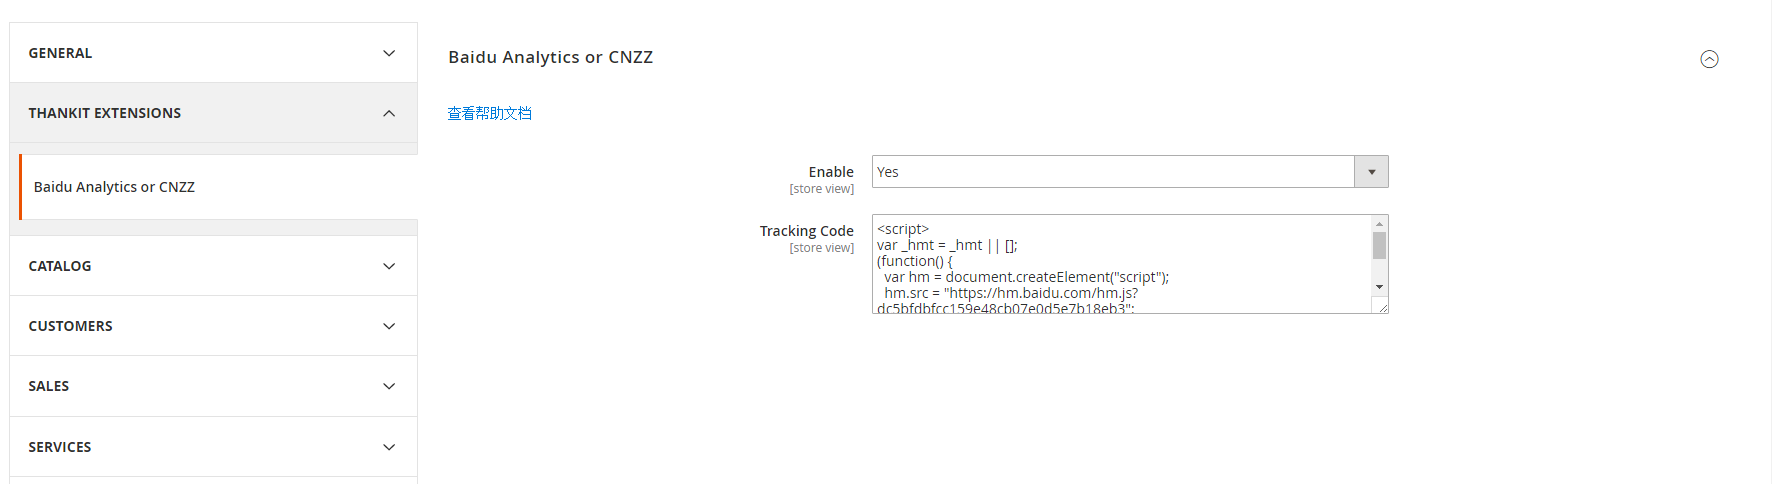 GENERAL
THANKIT EXTENSIONS
Baidu Analytics or CNZZ
CATALOG
CUSTOMERS
SALES
SERVICES
Baidu Analytics or CNZZ
查看帮助文档
Enable
[store view]
Yes
Tracking Code
[store view]
<script>
var _hmt = _hmt || [];
(function() {
var hm = document.createElement("script");
hm.src = "https://hm.baidu.com/hm.js?
dc5bfdbfcc159e48cb07e0d5e7b18eb3";